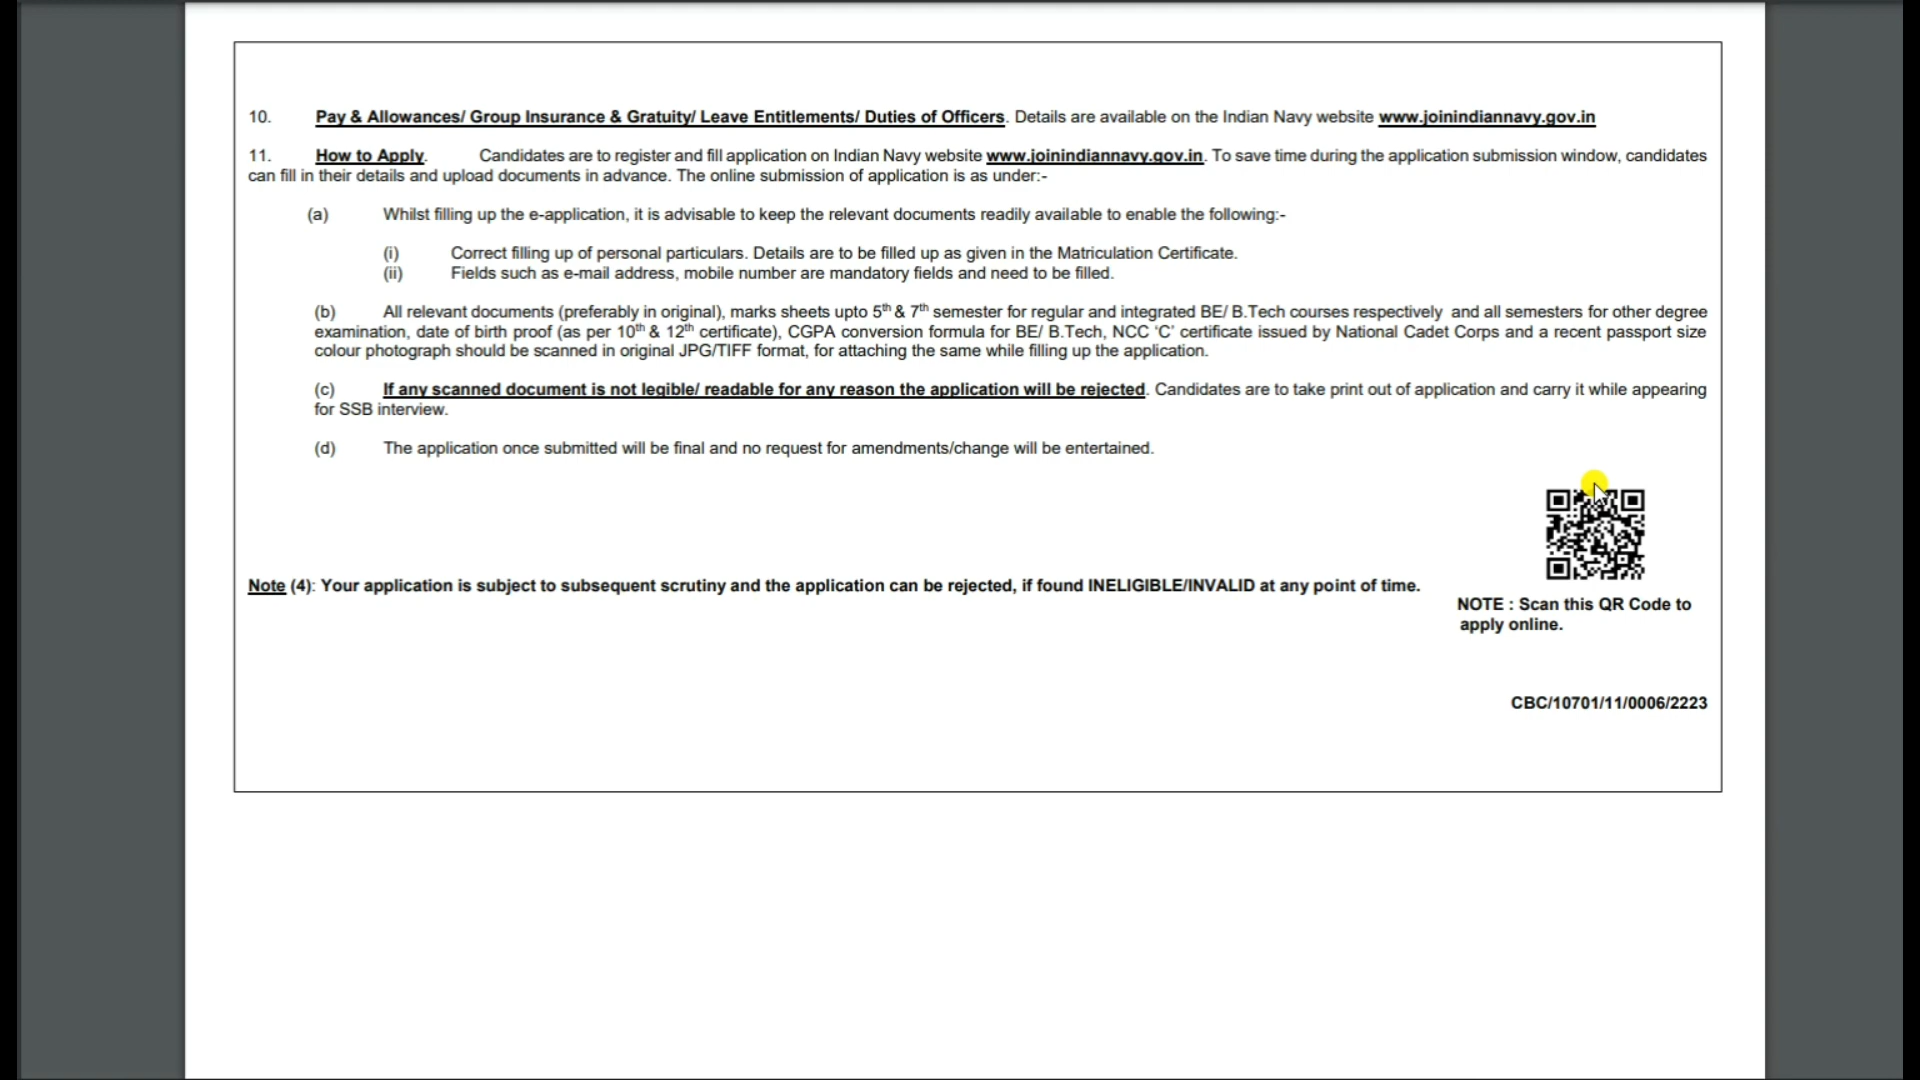 10. Pay & Allowances/ Group Insurance & Gratuity/ Leave Entitlements/ Duties of Officers. Details are available on the Indian Navy website www.joinindiannavy.gov.in
11. How to Apply. Candidates are to register and fill application on Indian Navy website www.joinindiannavy.gov.in. To save time during the application submission window, candidates
can fill in their details and upload documents in advance. The online submission of application is as under:-
(a) Whilst filling up the e-application, it is advisable to keep the relevant documents readily available to enable the following:-
(i) Correct filling up of personal particulars. Details are to be filled up as given in the Matriculation Certificate.
(ii) Fields such as e-mail address, mobile number are mandatory fields and need to be filled.
(b) All relevant documents (preferably in original), marks sheets upto 5th & 7th semester for regular and integrated BE/ B.Tech courses respectively and all semesters for other degree
examination, date of birth proof (as per 10th & 12th certificate), CGPA conversion formula for BE/ B.Tech, NCC ‘C’ certificate issued by National Cadet Corps and a recent passport size
colour photograph should be scanned in original JPG/TIFF format, for attaching the same while filling up the application.
(c) If any scanned document is not legible/ readable for any reason the application will be rejected. Candidates are to take print out of application and carry it while appearing
for SSB interview.
(d) The application once submitted will be final and no request for amendments/change will be entertained.
Note (4): Your application is subject to subsequent scrutiny and the application can be rejected, if found INELIGIBLE/INVALID at any point of time.
NOTE : Scan this QR Code to
apply online.
CBC/10701/11/0006/2223